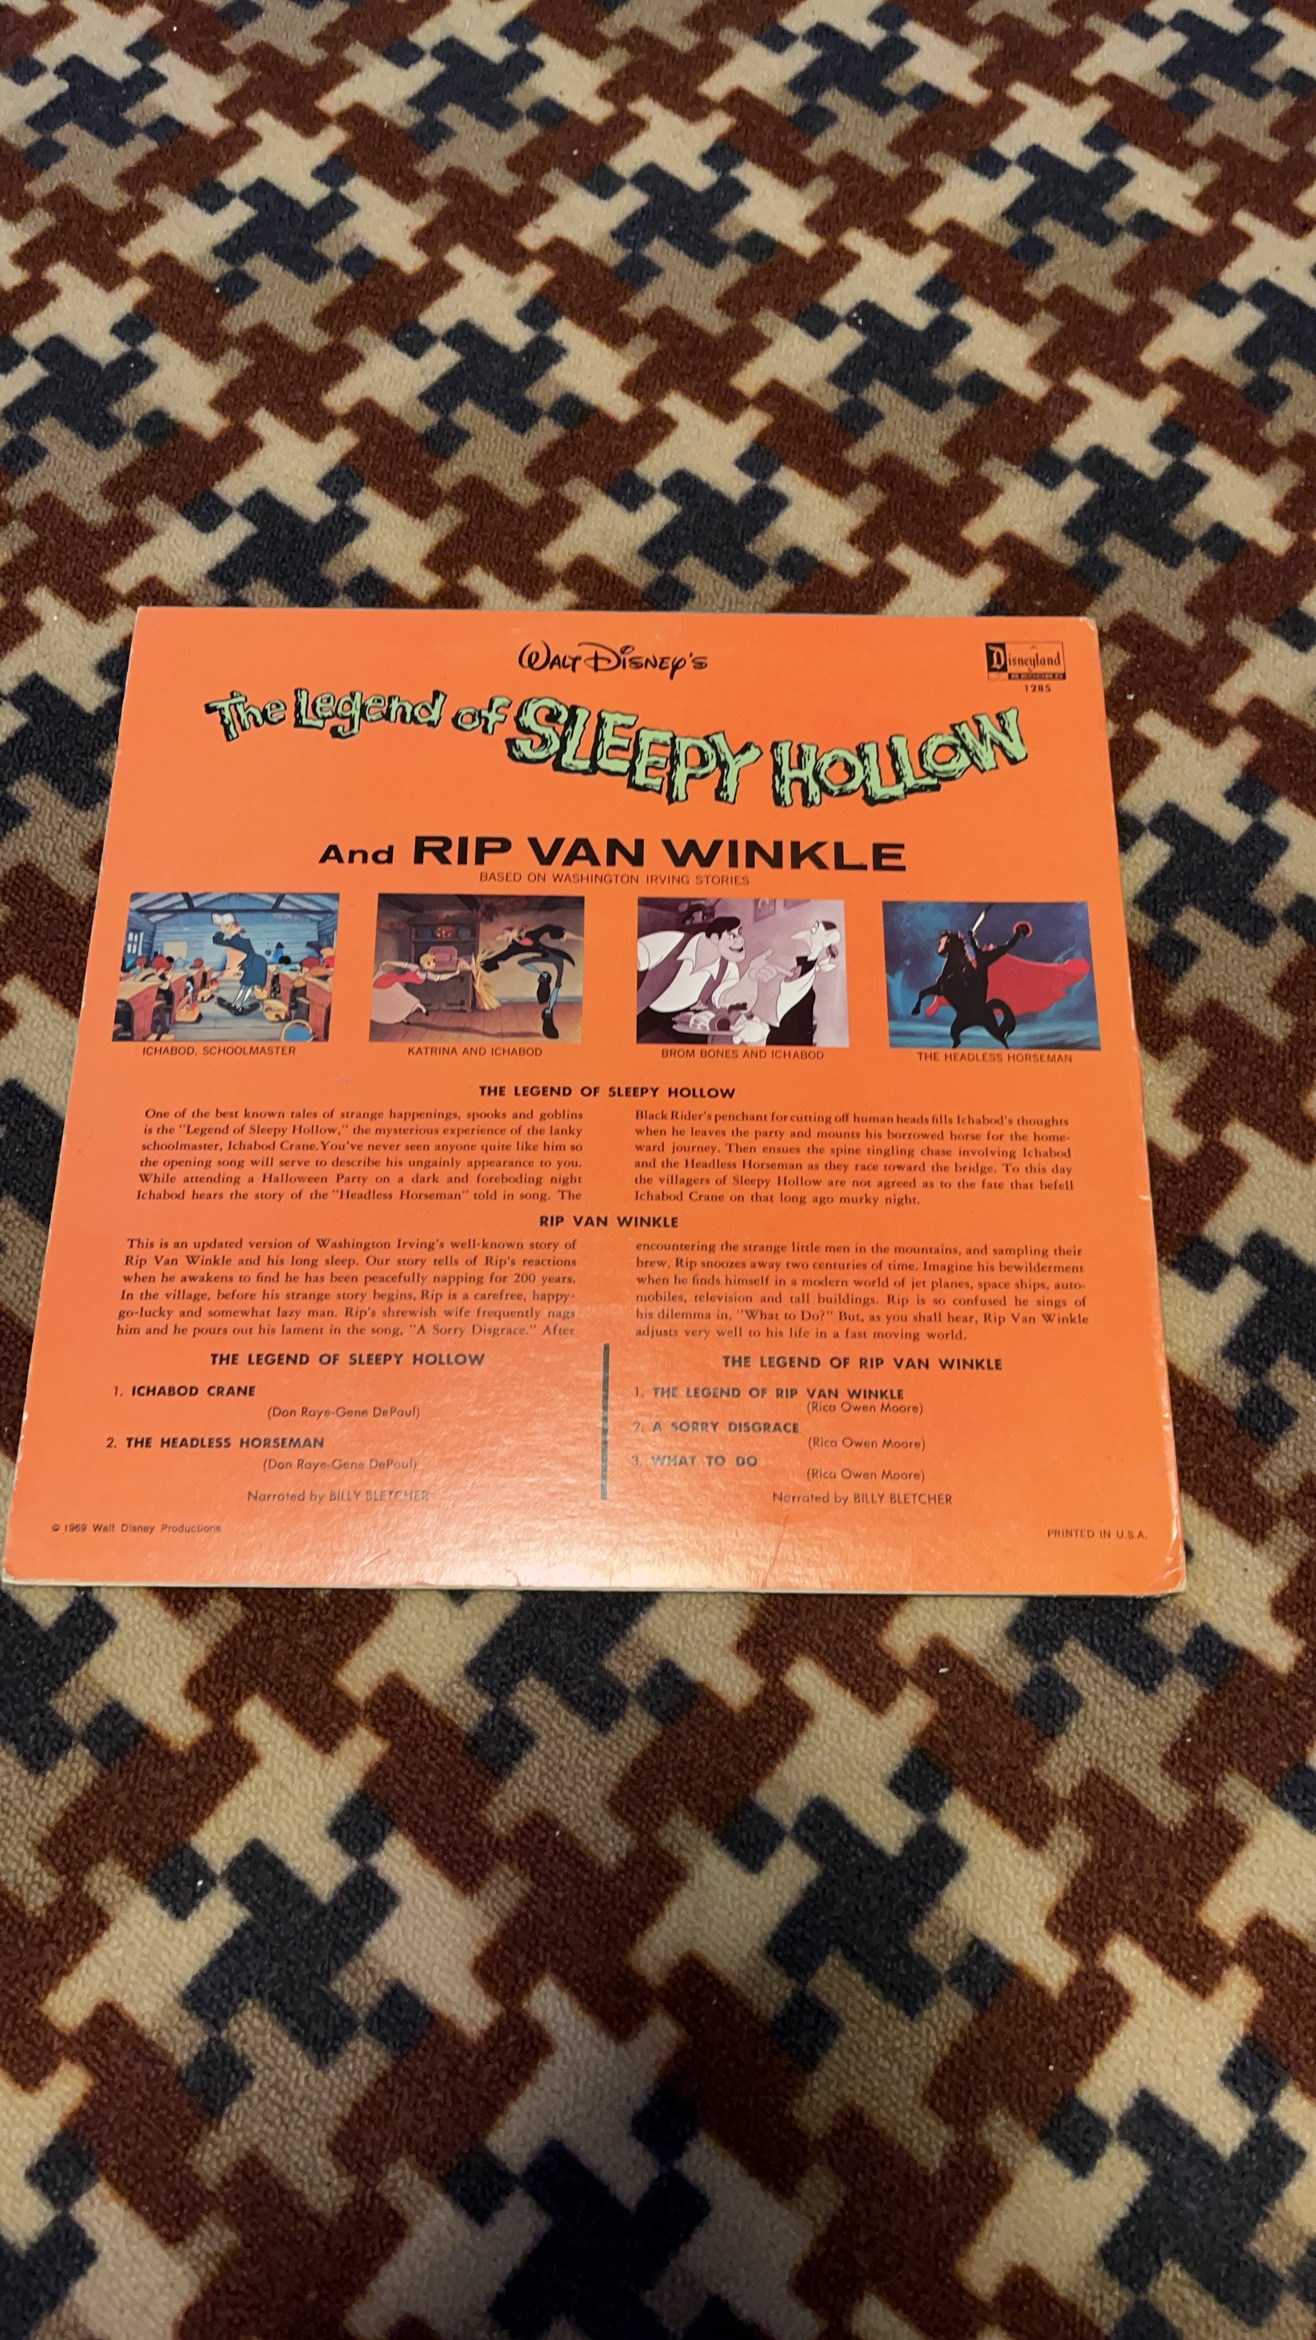 WALT DISNEY'S
Disneyland
RECORDS
1285
The Legend of SLEEPY HOLLOW
And RIP VAN WINKLE
BASED ON WASHINGTON IRVING STORIES
ICHABOD, SCHOOLMASTER
KATRINA AND ICHABOD
BROM BONES AND ICHABOD
THE HEADLESS HORSEMAN
THE LEGEND OF SLEEPY HOLLOW
One of the best known tales of strange happenings, spooks and goblins
is the "Legend of Sleepy Hollow," the mysterious experience of the lanky
schoolmaster, Ichabod Crane. You've never seen anyone quite like him so
the opening song will serve to describe his ungainly appearance to you.
While attending a Halloween Party on a dark and foreboding night
Ichabod hears the story of the "Headless Horseman" told in song. The
Black Rider's penchant for cutting off human heads fills Ichabod's thoughts
when he leaves the party and mounts his borrowed horse for the home-
ward journey. Then ensues the spine tingling chase involving Ichabod
and the Headless Horseman as they race toward the bridge. To this day
the villagers of Sleepy Hollow are not agreed as to the fate that befell
Ichabod Crane on that long ago murky night.
RIP VAN WINKLE
This is an updated version of Washington Irving's well-known story of
Rip Van Winkle and his long sleep. Our story tells of Rip's reactions
when he awakens to find he has been peacefully napping for 200 years.
In the village, before his strange story begins, Rip is a carefree, happy-
go-lucky and somewhat lazy man. Rip's shrewish wife frequently nags
him and he pours out his lament in the song, "A Sorry Disgrace." After
encountering the strange little men in the mountains, and sampling their
brew, Rip snoozes away two centuries of time. Imagine his bewilderment
when he finds himself in a modern world of jet planes, space ships, auto-
mobiles, television and tall buildings. Rip is so confused he sings of
his dilemma in, "What to Do?" But, as you shall hear, Rip Van Winkle
adjusts very well to his life in a fast moving world.
THE LEGEND OF SLEEPY HOLLOW
1. ICHABOD CRANE
(Don Raye-Gene DePaul)
2. THE HEADLESS HORSEMAN
(Don Raye-Gene DePaul)
Narrated by BILLY BLETCHER
THE LEGEND OF RIP VAN WINKLE
1. THE LEGEND OF RIP VAN WINKLE
(Rica Owen Moore)
2. A SORRY DISGRACE
(Rica Owen Moore)
3. WHAT TO DO
(Rica Owen Moore)
Narrated by BILLY BLETCHER
© 1969 Walt Disney Productions
PRINTED IN U.S.A.